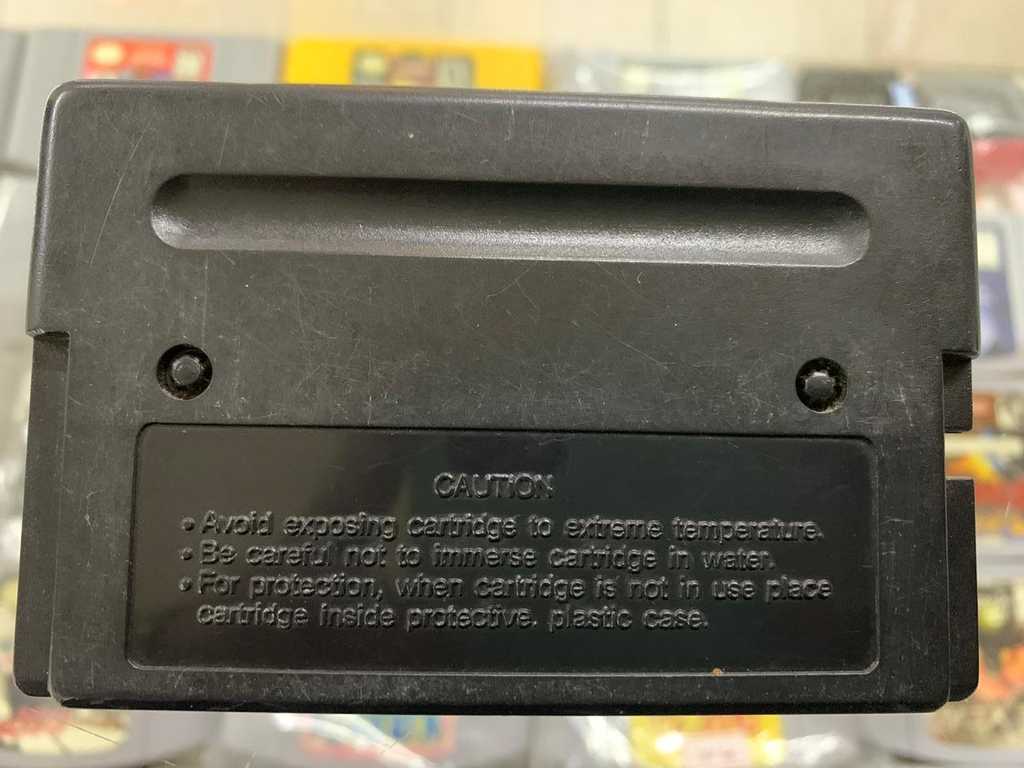 CAUTION
• Avoid exposing cartridge to extreme temperature.
• Be careful not to immerse cartridge in water.
• For protection, when cartridge is not in use place
cartridge inside protective. plastic case.